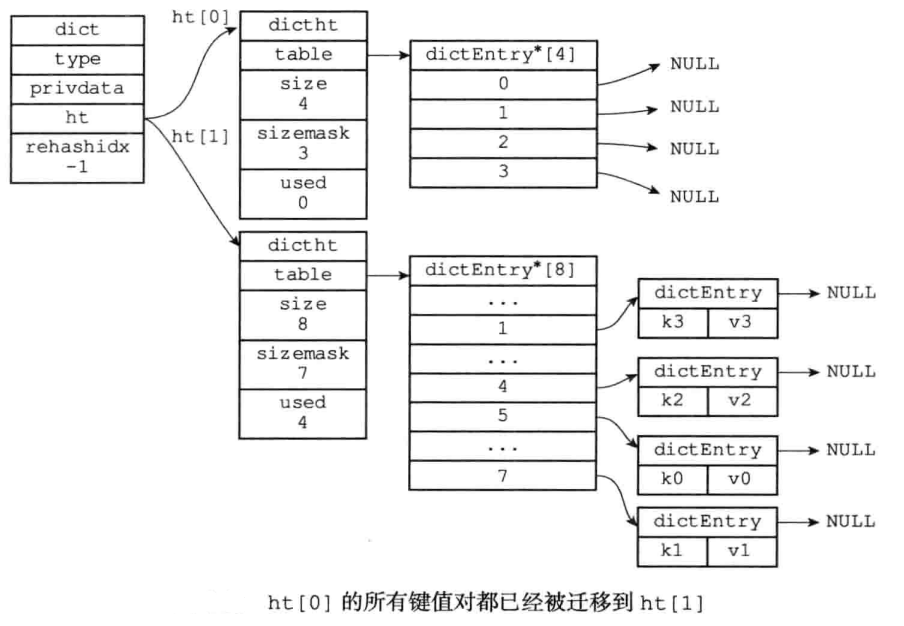 dict
type
privdata
ht
rehashidx
-1
ht[0]
ht[1]
dictht
table
size
4
sizemask
3
used
0
dictEntry*[4]
0
1
2
3
NULL
NULL
NULL
NULL
dictht
table
size
8
sizemask
7
used
4
dictEntry*[8]
...
1
...
4
5
...
7
dictEntry
k3 v3
NULL
dictEntry
k2 v2
NULL
dictEntry
k0 v0
NULL
dictEntry
k1 v1
NULL
ht[0] 的所有键值对都已经被迁移到 ht[1]